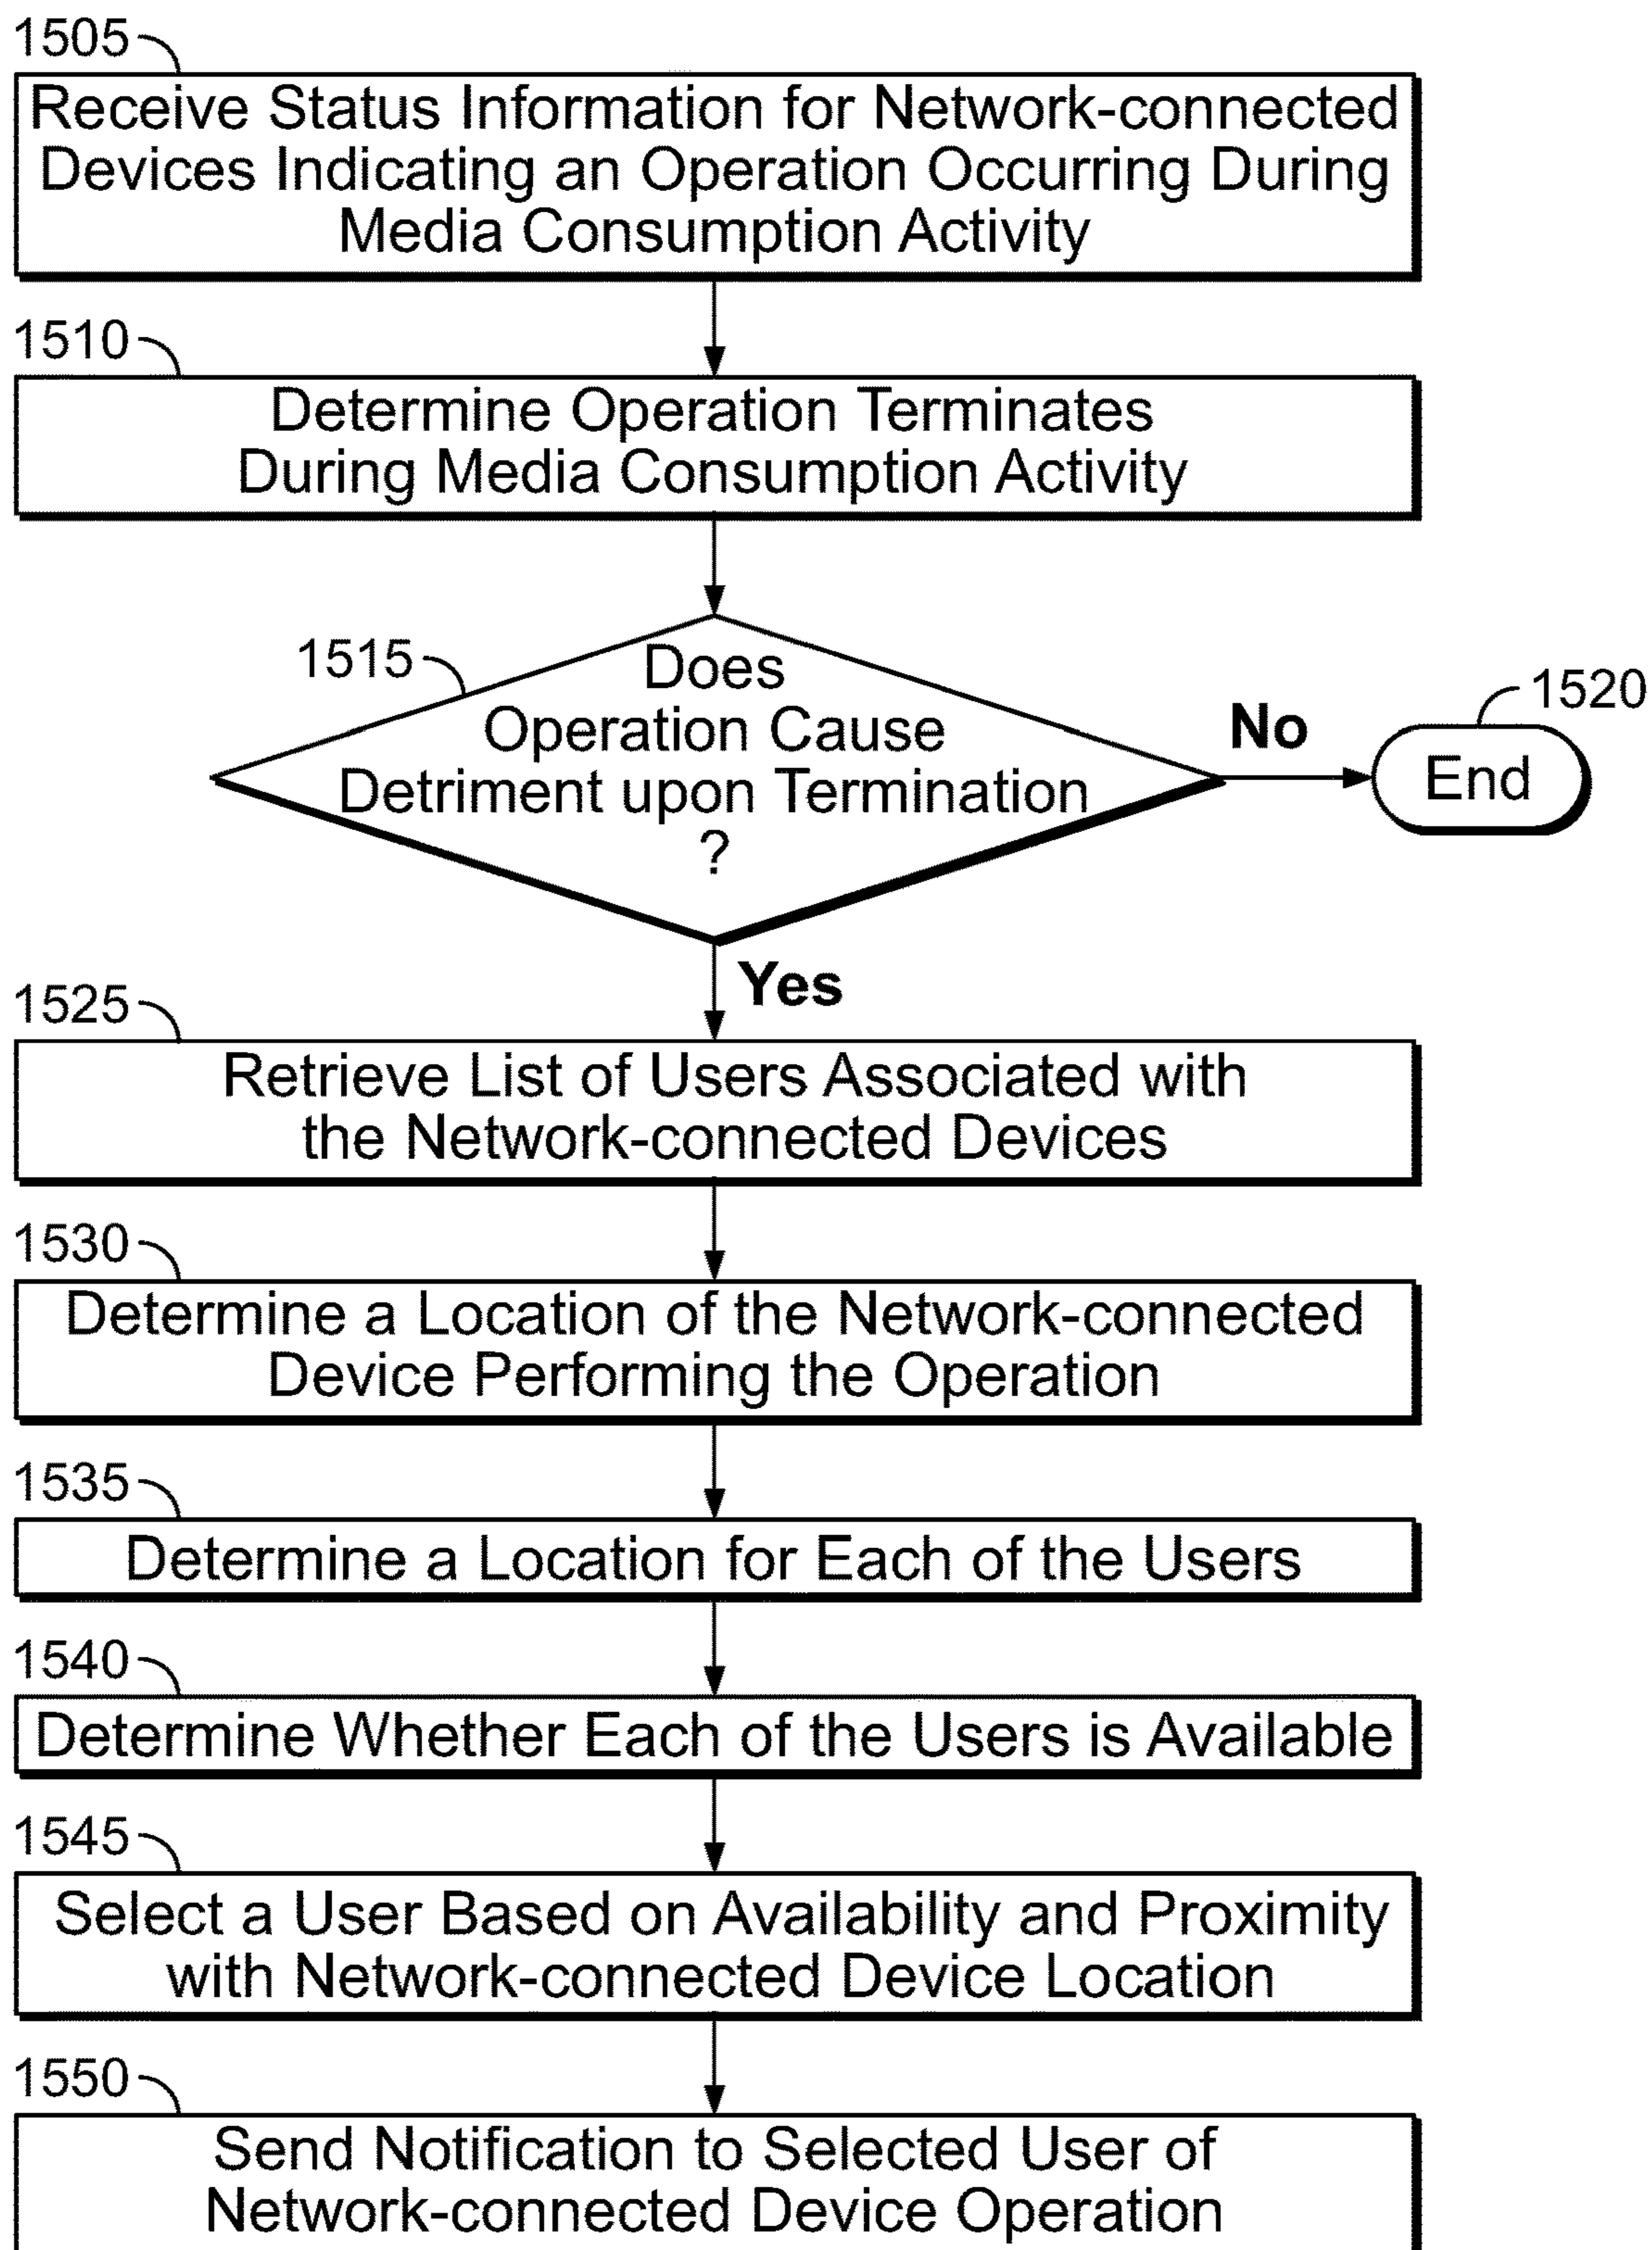 1505
Receive Status Information for Network-connected
Devices Indicating an Operation Occurring During
Media Consumption Activity
1510
Determine Operation Terminates
During Media Consumption Activity
1515
Does
Operation Cause
Detriment upon Termination
?
No
1520
End
Yes
1525
Retrieve List of Users Associated with
the Network-connected Devices
1530
Determine a Location of the Network-connected
Device Performing the Operation
1535
Determine a Location for Each of the Users
1540
Determine Whether Each of the Users is Available
1545
Select a User Based on Availability and Proximity
with Network-connected Device Location
1550
Send Notification to Selected User of
Network-connected Device Operation